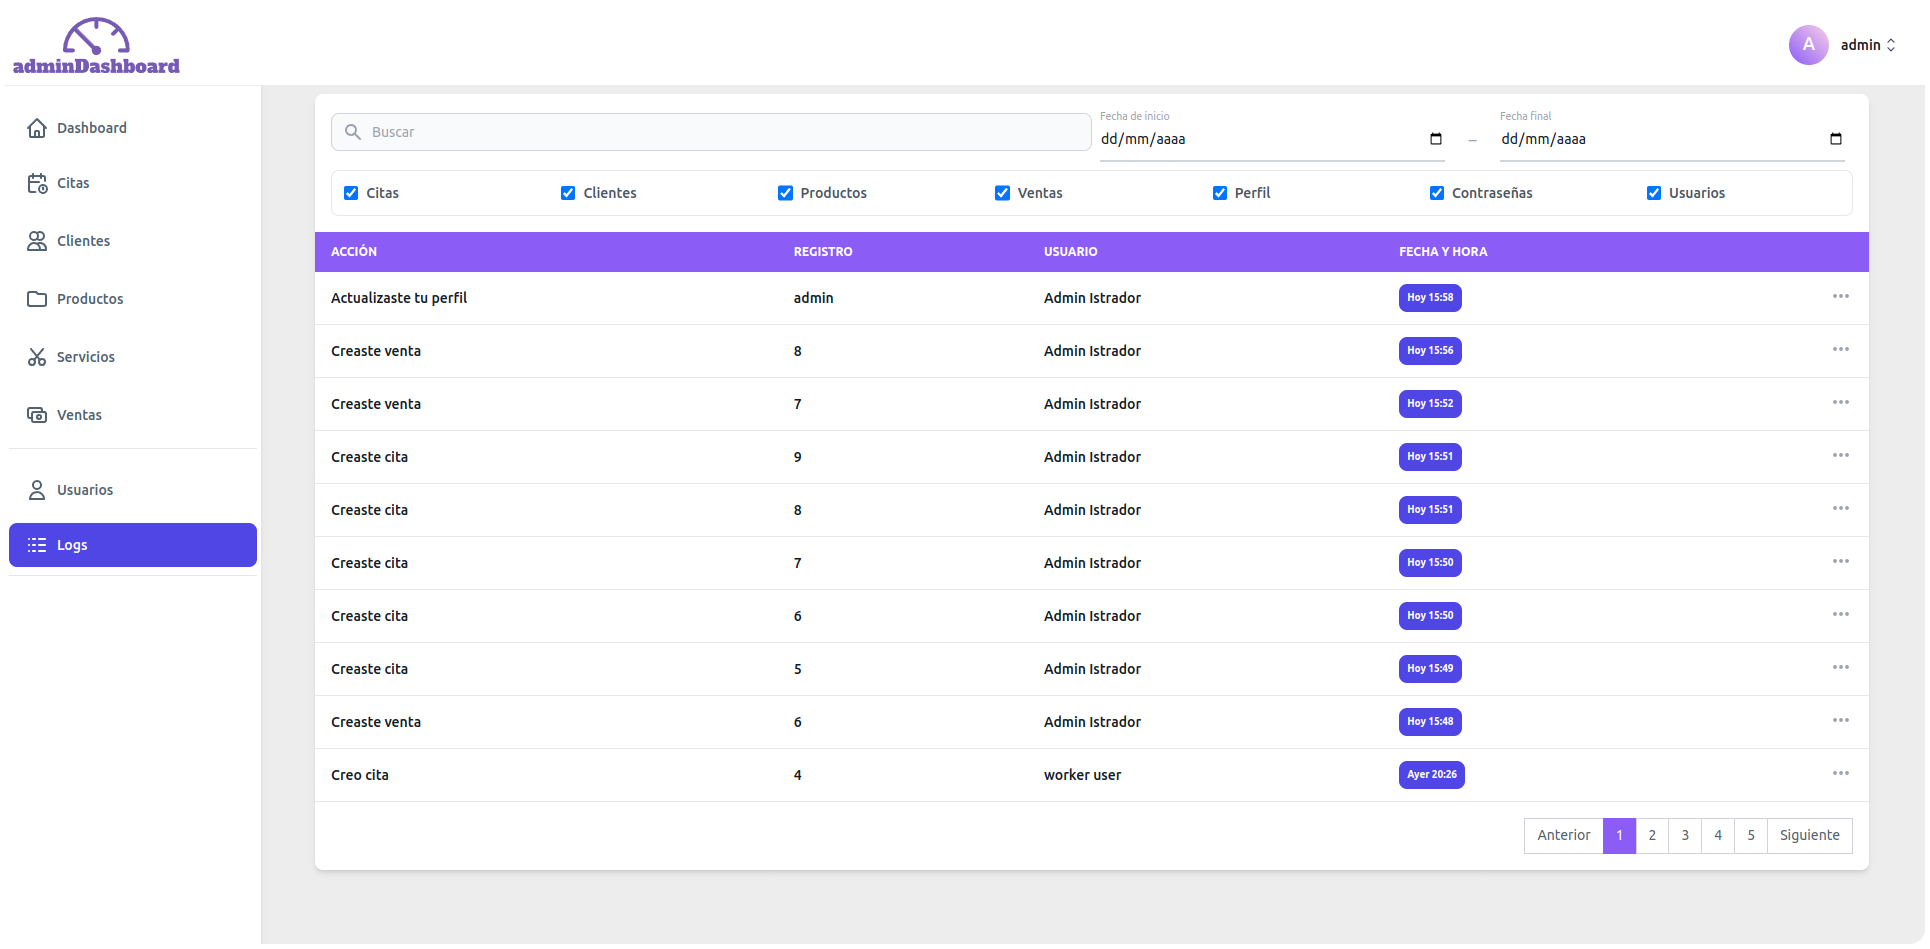 adminDashboard
A admin
Dashboard
Citas
Clientes
Productos
Servicios
Ventas
Usuarios
Logs
Buscar
Fecha de inicio
dd/mm/aaaa
–
Fecha final
dd/mm/aaaa
Citas Clientes Productos Ventas Perfil Contraseñas Usuarios
ACCIÓN REGISTRO USUARIO FECHA Y HORA
Actualizaste tu perfil admin Admin Istrador Hoy 15:58
Creaste venta 8 Admin Istrador Hoy 15:56
Creaste venta 7 Admin Istrador Hoy 15:52
Creaste cita 9 Admin Istrador Hoy 15:51
Creaste cita 8 Admin Istrador Hoy 15:51
Creaste cita 7 Admin Istrador Hoy 15:50
Creaste cita 6 Admin Istrador Hoy 15:50
Creaste cita 5 Admin Istrador Hoy 15:49
Creaste venta 6 Admin Istrador Hoy 15:48
Creo cita 4 worker user Ayer 20:26
Anterior 1 2 3 4 5 Siguiente